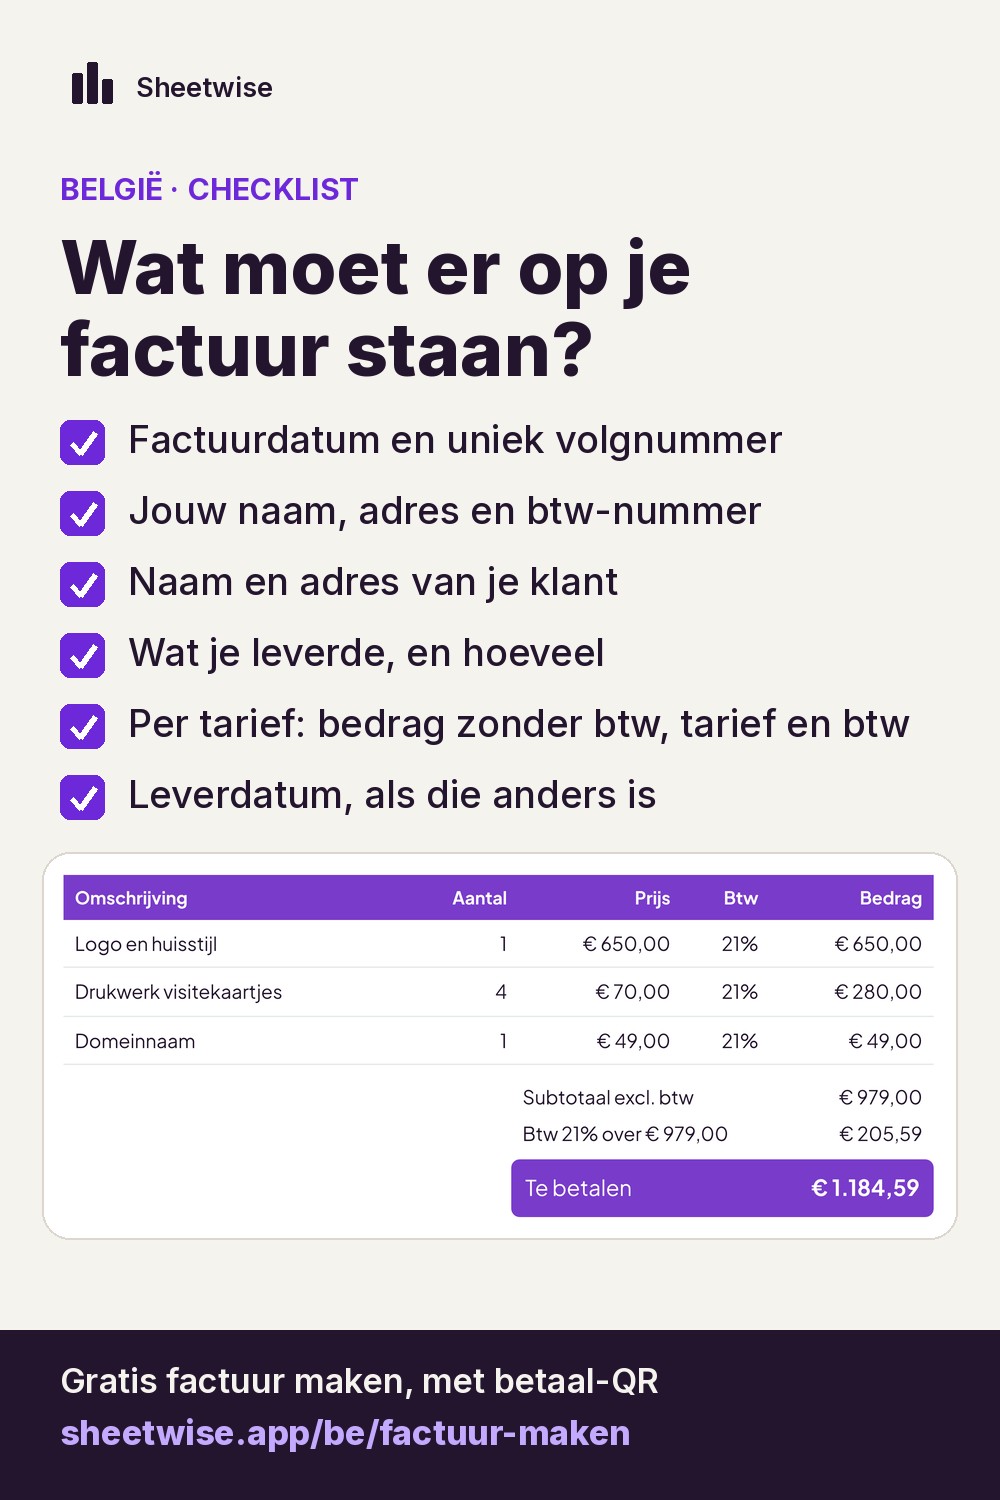 Sheetwise
BELGIË · CHECKLIST
Wat moet er op je
factuur staan?
Factuurdatum en uniek volgnummer
Jouw naam, adres en btw-nummer
Naam en adres van je klant
Wat je leverde, en hoeveel
Per tarief: bedrag zonder btw, tarief en btw
Leverdatum, als die anders is
Omschrijving Aantal Prijs Btw Bedrag
Logo en huisstijl 1 € 650,00 21% € 650,00
Drukwerk visitekaartjes 4 € 70,00 21% € 280,00
Domeinnaam 1 € 49,00 21% € 49,00
Subtotaal excl. btw € 979,00
Btw 21% over € 979,00 € 205,59
Te betalen € 1.184,59
Gratis factuur maken, met betaal-QR
sheetwise.app/be/factuur-maken